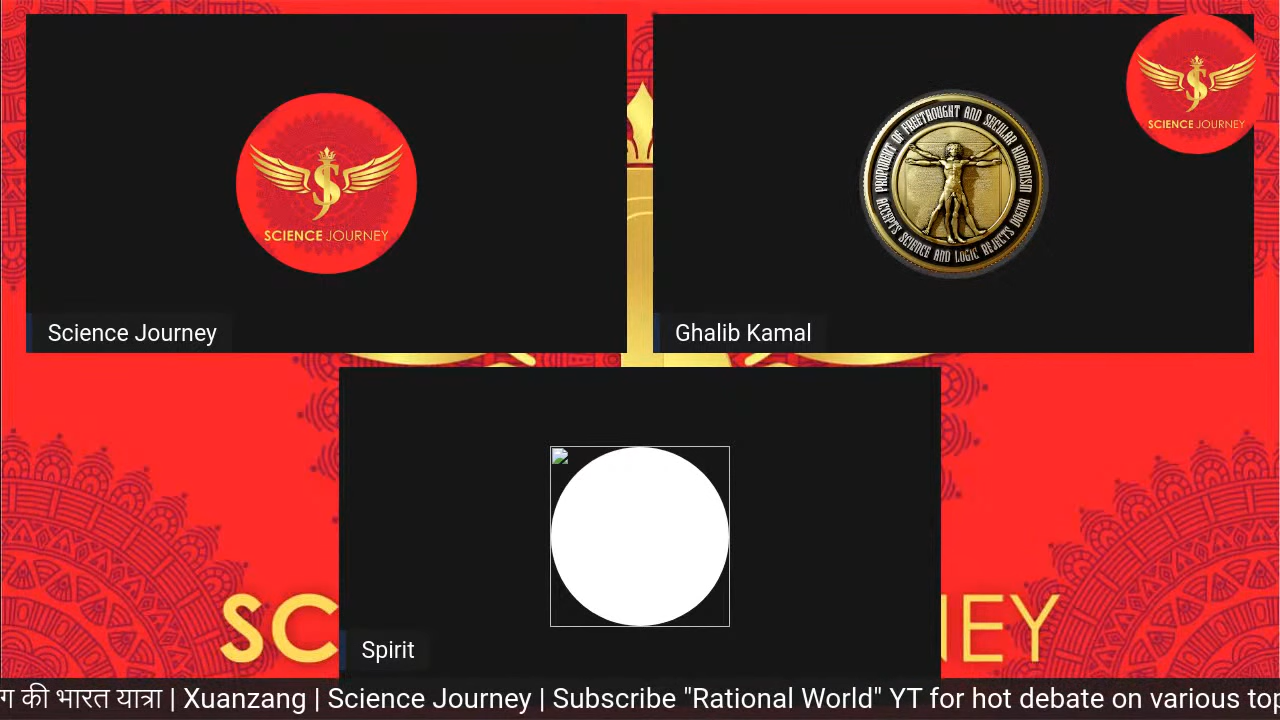 SCIENCE JOURNEY
Science Journey
PROPONENT OF FREETHOUGHT AND SECULAR HUMANISM
ACCEPTS SCIENCE AND LOGIC REJECTS DOGMA
Ghalib Kamal
SCIENCE JOURNEY
SC
NEY
Spirit
ग की भारत यात्रा | Xuanzang | Science Journey | Subscribe "Rational World" YT for hot debate on various top